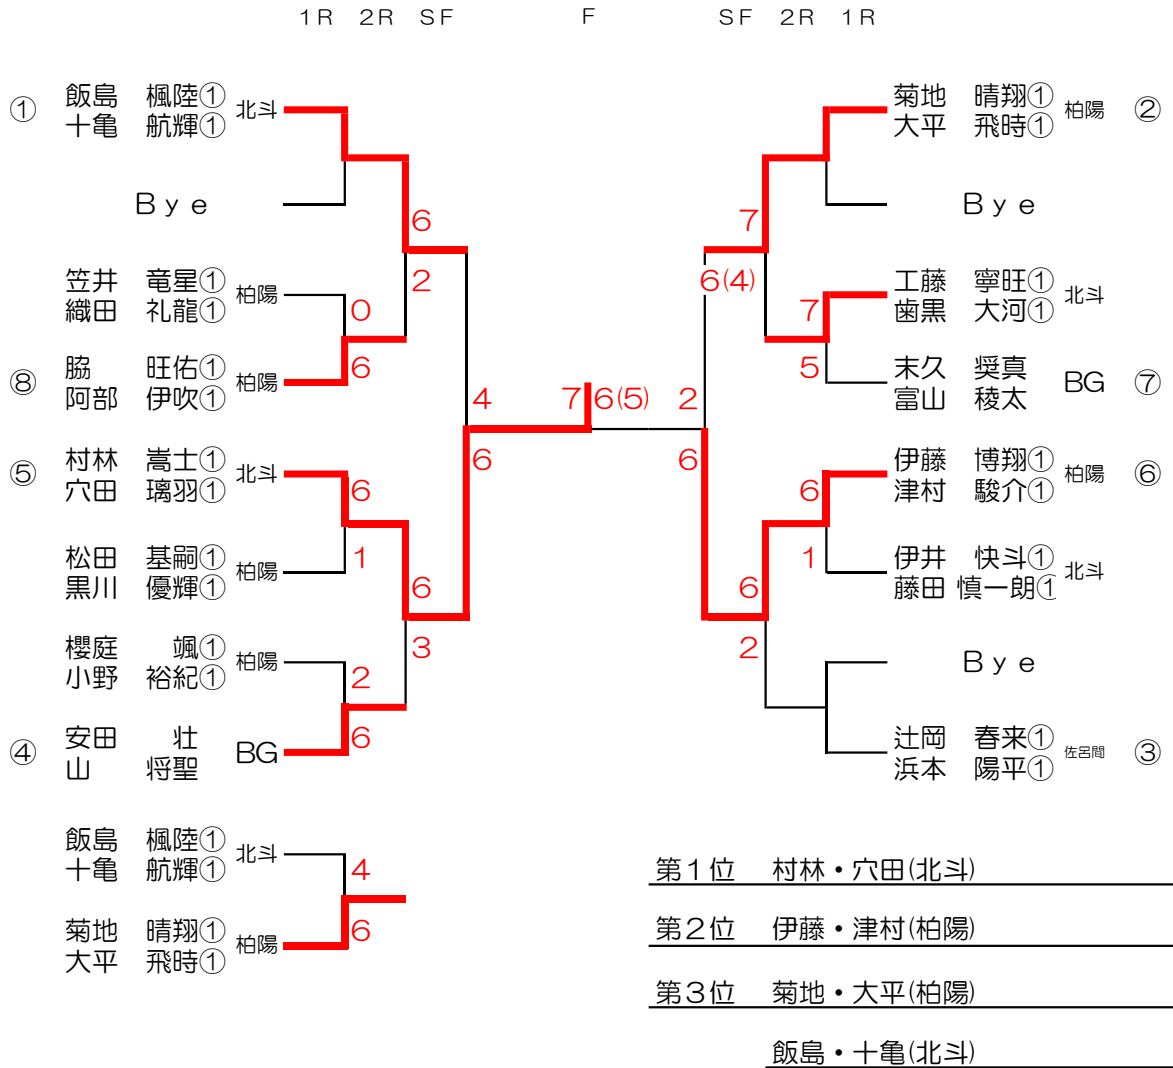 1R 2R SF F SF 2R 1R
① 飯島 楓陸① 北斗
十亀 航輝①
Bye
6
笠井 竜星① 柏陽
織田 礼龍①
0
2
⑧ 脇 旺佑① 柏陽
阿部 伊吹①
6
4
7 6(5)
⑤ 村林 嵩士① 北斗
穴田 璃羽①
6
6
松田 基嗣① 柏陽
黒川 優輝①
1
6
櫻庭 颯① 柏陽
小野 裕紀①
2
3
④ 安田 壮 BG
山 将聖
6
菊地 晴翔① 柏陽 ②
大平 飛時①
Bye
7
6(4)
工藤 寧旺① 北斗
歯黒 大河①
7
5
末久 奨真 BG ⑦
富山 稜太
2
6
伊藤 博翔① 柏陽 ⑥
津村 駿介①
6
1
伊井 快斗① 北斗
藤田 慎一朗①
6
2
Bye
辻岡 春来① 佐呂間 ③
浜本 陽平①
飯島 楓陸① 北斗
十亀 航輝①
4
菊地 晴翔① 柏陽
大平 飛時①
6
第1位 村林・穴田(北斗)
第2位 伊藤・津村(柏陽)
第3位 菊地・大平(柏陽)
飯島・十亀(北斗)